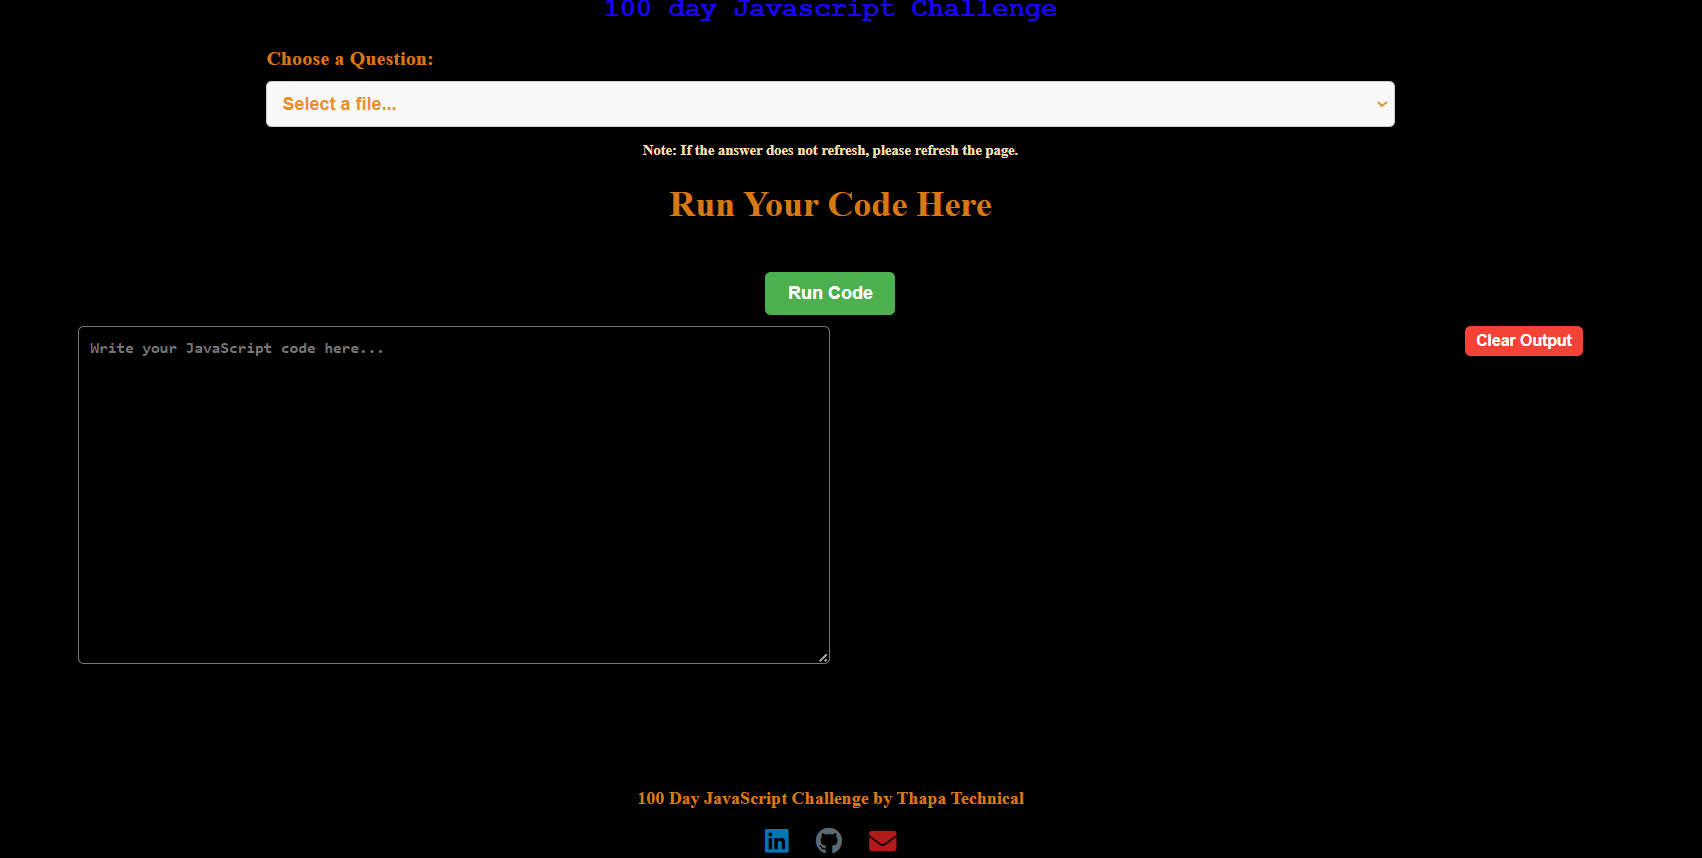 100 day Javascript Challenge
Choose a Question:
Select a file...
Note: If the answer does not refresh, please refresh the page.
Run Your Code Here
Run Code
Write your JavaScript code here...
Clear Output
100 Day JavaScript Challenge by Thapa Technical
in